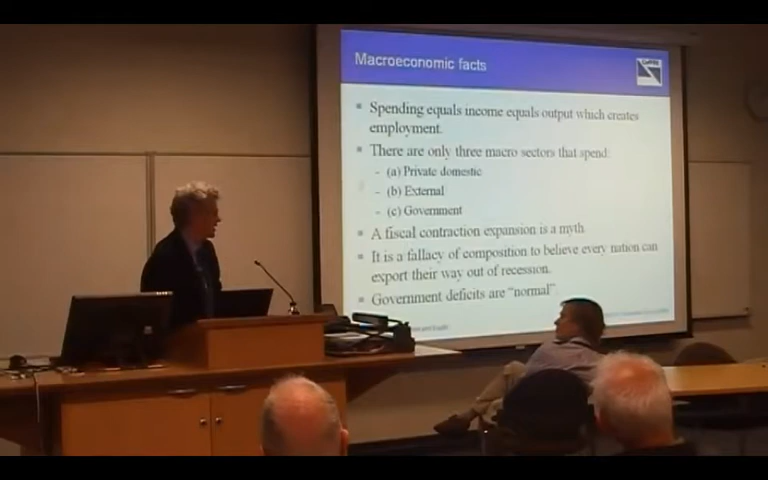 Macroeconomic facts
CofFEE
Spending equals income equals output which creates
employment.
There are only three macro sectors that spend:
- (a) Private domestic
- (b) External
- (c) Government
A fiscal contraction expansion is a myth
It is a fallacy of composition to believe every nation can
export their way out of recession.
Government deficits are “normal”.